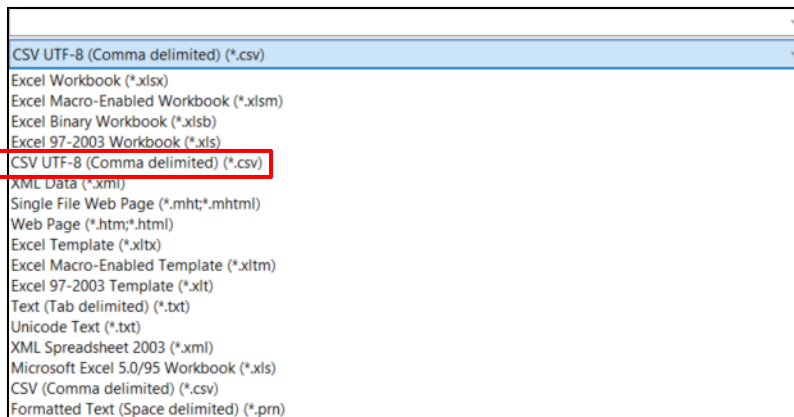 CSV UTF-8 (Comma delimited) (*.csv)
Excel Workbook (*.xlsx)
Excel Macro-Enabled Workbook (*.xlsm)
Excel Binary Workbook (*.xlsb)
Excel 97-2003 Workbook (*.xls)
CSV UTF-8 (Comma delimited) (*.csv)
XML Data (*.xml)
Single File Web Page (*.mht;*.mhtml)
Web Page (*.htm;*.html)
Excel Template (*.xltx)
Excel Macro-Enabled Template (*.xltm)
Excel 97-2003 Template (*.xlt)
Text (Tab delimited) (*.txt)
Unicode Text (*.txt)
XML Spreadsheet 2003 (*.xml)
Microsoft Excel 5.0/95 Workbook (*.xls)
CSV (Comma delimited) (*.csv)
Formatted Text (Space delimited) (*.prn)